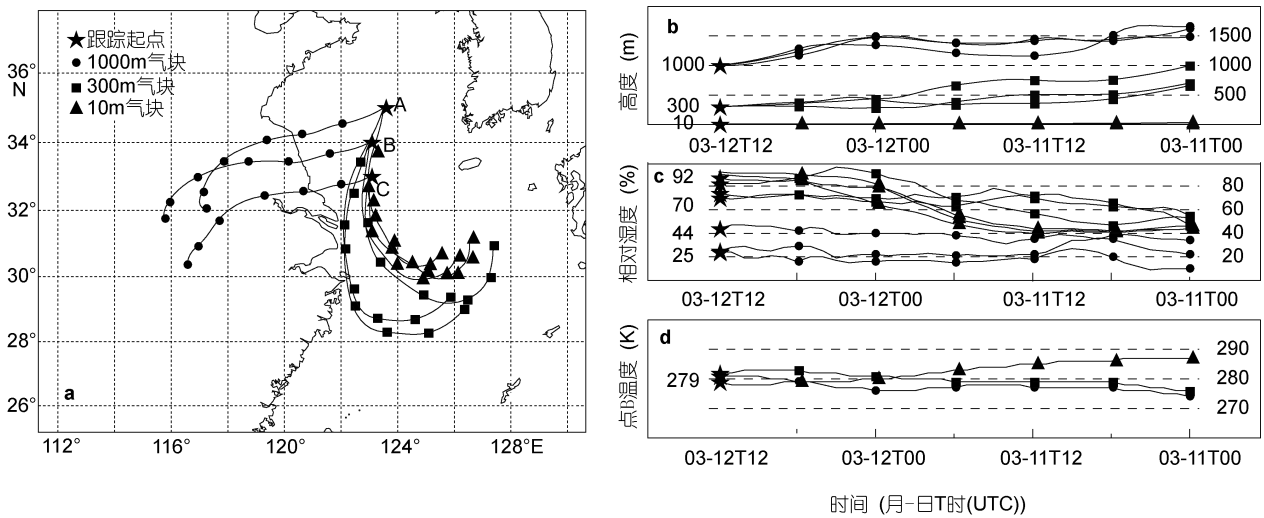 ★跟踪起点
●1000m气块
■300m气块
▲10m气块
A
B
C
36°
N
34°
32°
30°
28°
26°
a
112°
116°
120°
124°
128°E
b
高度 (m)
1000
300
10
1500
1000
500
03-12T12
03-12T00
03-11T12
03-11T00
c
相对湿度 (%)
92
70
44
25
80
60
40
20
03-12T12
03-12T00
03-11T12
03-11T00
d
点B温度 (K)
279
290
280
270
03-12T12
03-12T00
03-11T12
03-11T00
时间 (月-日T时(UTC))